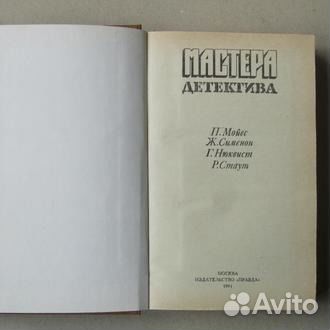 МАСТЕРА
ДЕТЕКТИВА
П. Мойес
Ж. Сименон
Г. Нюквист
Р. Стаут
МОСКВА
ИЗДАТЕЛЬСТВО «ПРАВДА»
1991
Avito